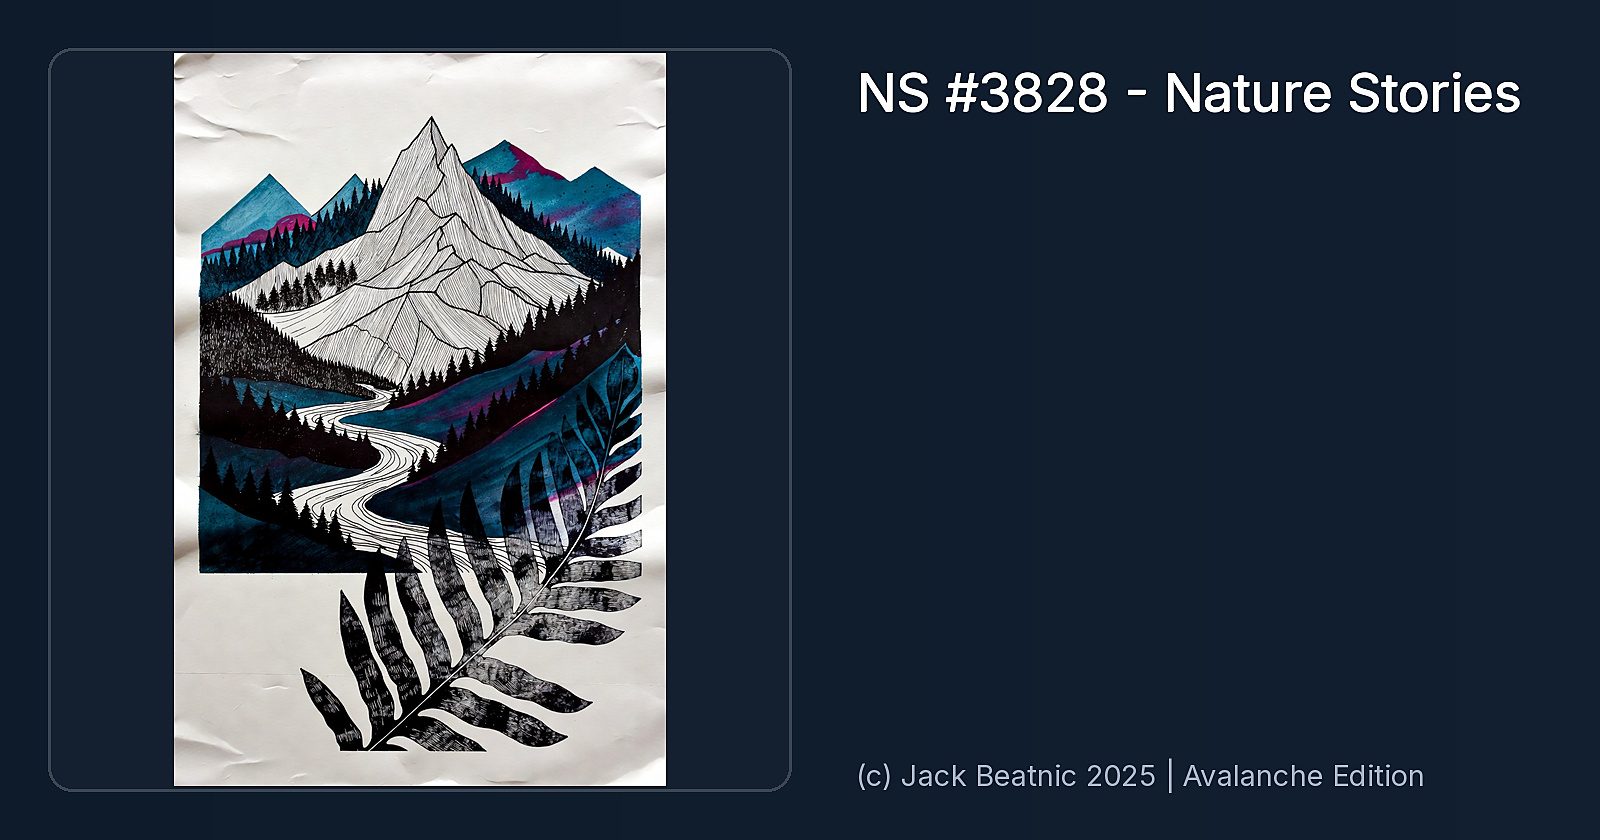 NS #3828 - Nature Stories
(c) Jack Beatnic 2025 | Avalanche Edition